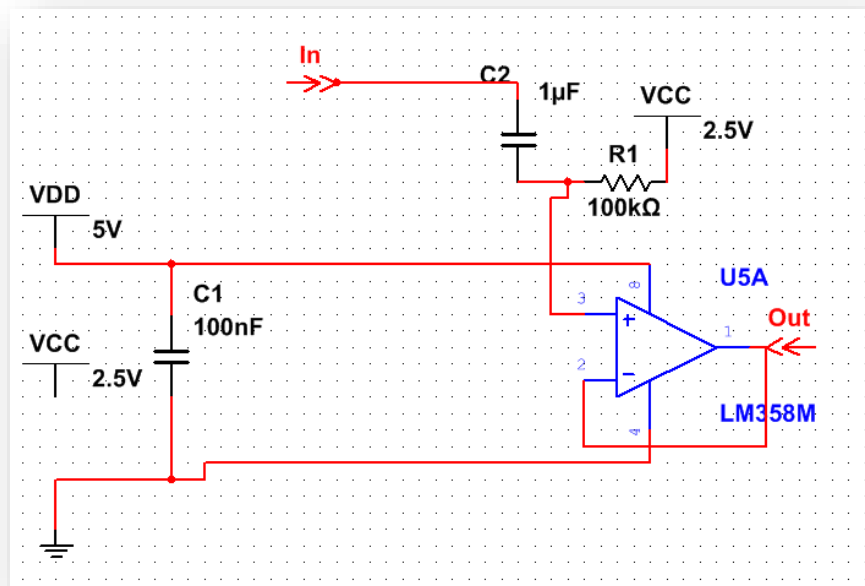 In
C2
1µF
VCC
2.5V
R1
100kΩ
VDD
5V
C1
100nF
VCC
2.5V
U5A
8
3
+
1
Out
2
−
LM358M
4